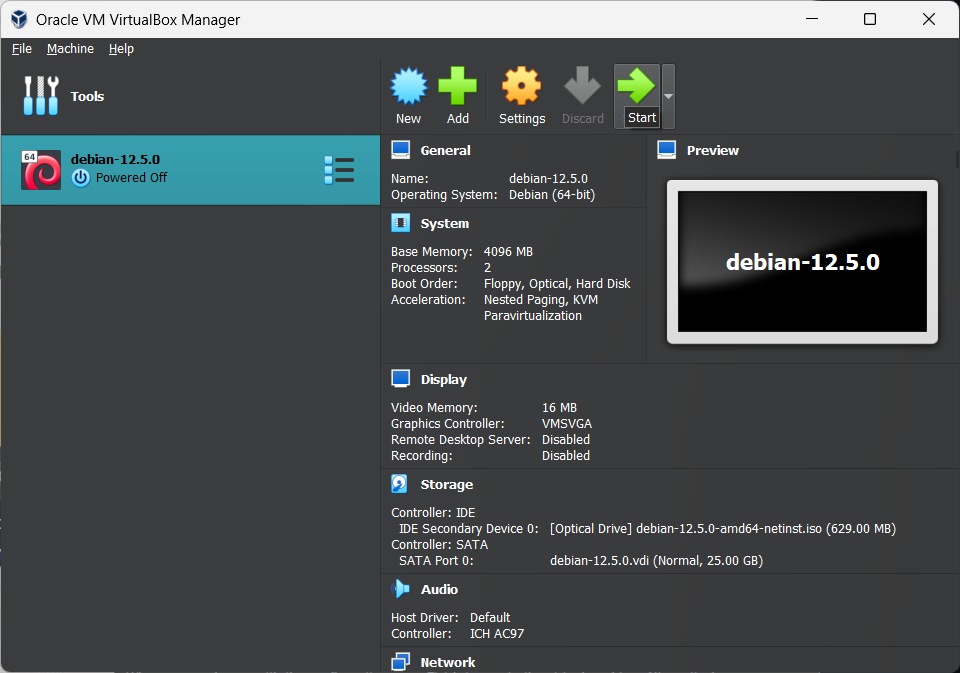 Oracle VM VirtualBox Manager
File Machine Help
Tools
New Add Settings Discard Start
64
debian-12.5.0
Powered Off
General
Name: debian-12.5.0
Operating System: Debian (64-bit)
System
Base Memory: 4096 MB
Processors: 2
Boot Order: Floppy, Optical, Hard Disk
Acceleration: Nested Paging, KVM
Paravirtualization
Preview
debian-12.5.0
Display
Video Memory: 16 MB
Graphics Controller: VMSVGA
Remote Desktop Server: Disabled
Recording: Disabled
Storage
Controller: IDE
IDE Secondary Device 0: [Optical Drive] debian-12.5.0-amd64-netinst.iso (629.00 MB)
Controller: SATA
SATA Port 0: debian-12.5.0.vdi (Normal, 25.00 GB)
Audio
Host Driver: Default
Controller: ICH AC97
Network